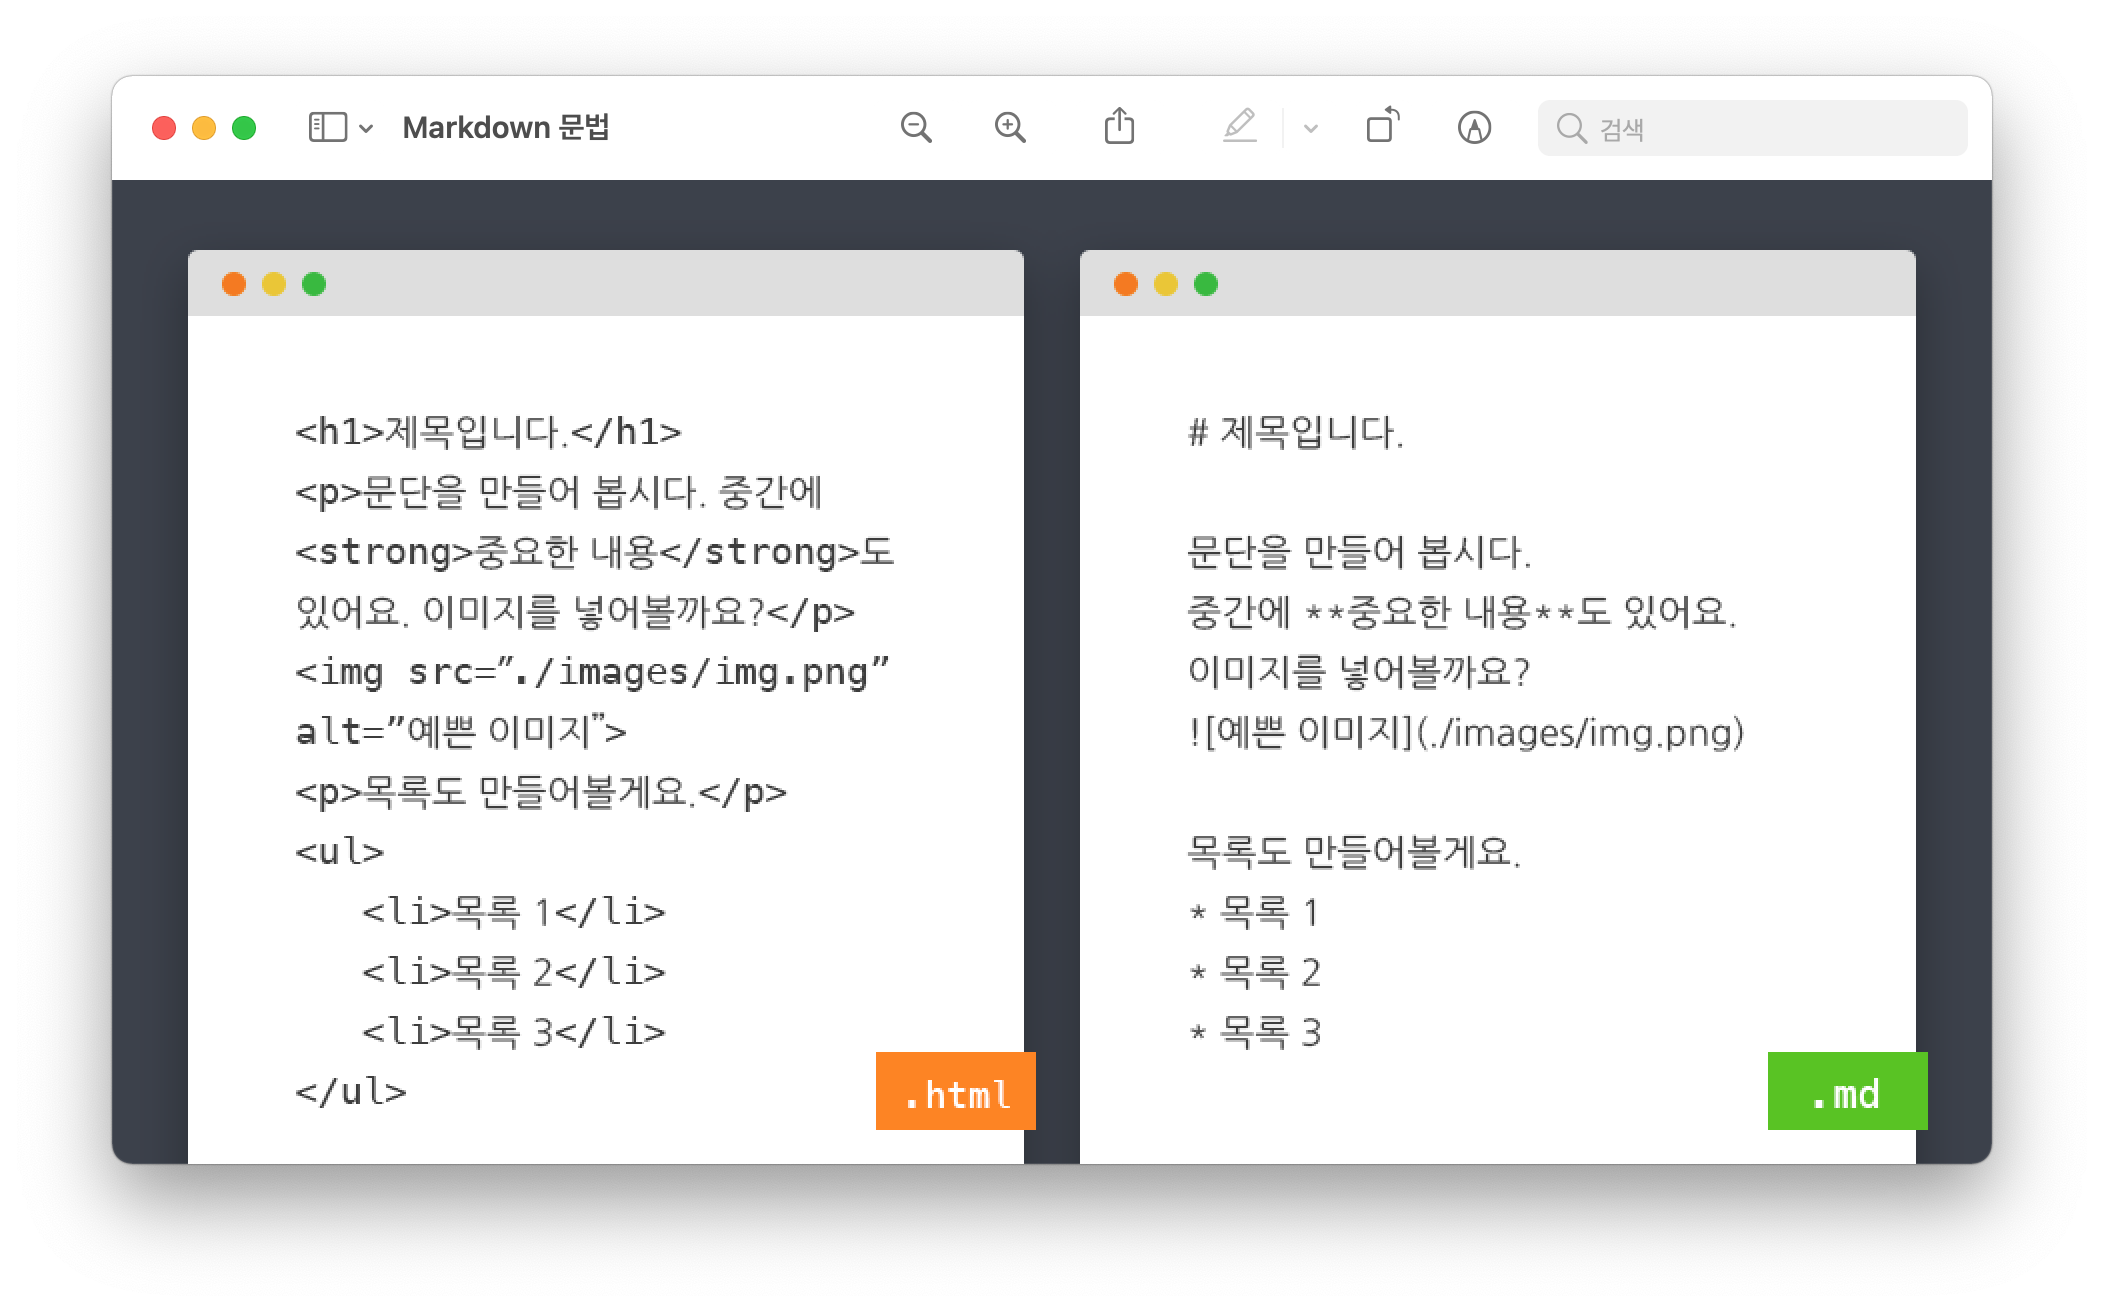 Markdown 문법
검색
<h1>제목입니다.</h1>
<p>문단을 만들어 봅시다. 중간에
<strong>중요한 내용</strong>도
있어요. 이미지를 넣어볼까요?</p>
<img src=”./images/img.png”
alt=”예쁜 이미지”>
<p>목록도 만들어볼게요.</p>
<ul>
<li>목록 1</li>
<li>목록 2</li>
<li>목록 3</li>
</ul>
.html
# 제목입니다.
문단을 만들어 봅시다.
중간에 **중요한 내용**도 있어요.
이미지를 넣어볼까요?
![예쁜 이미지](./images/img.png)
목록도 만들어볼게요.
* 목록 1
* 목록 2
* 목록 3
.md